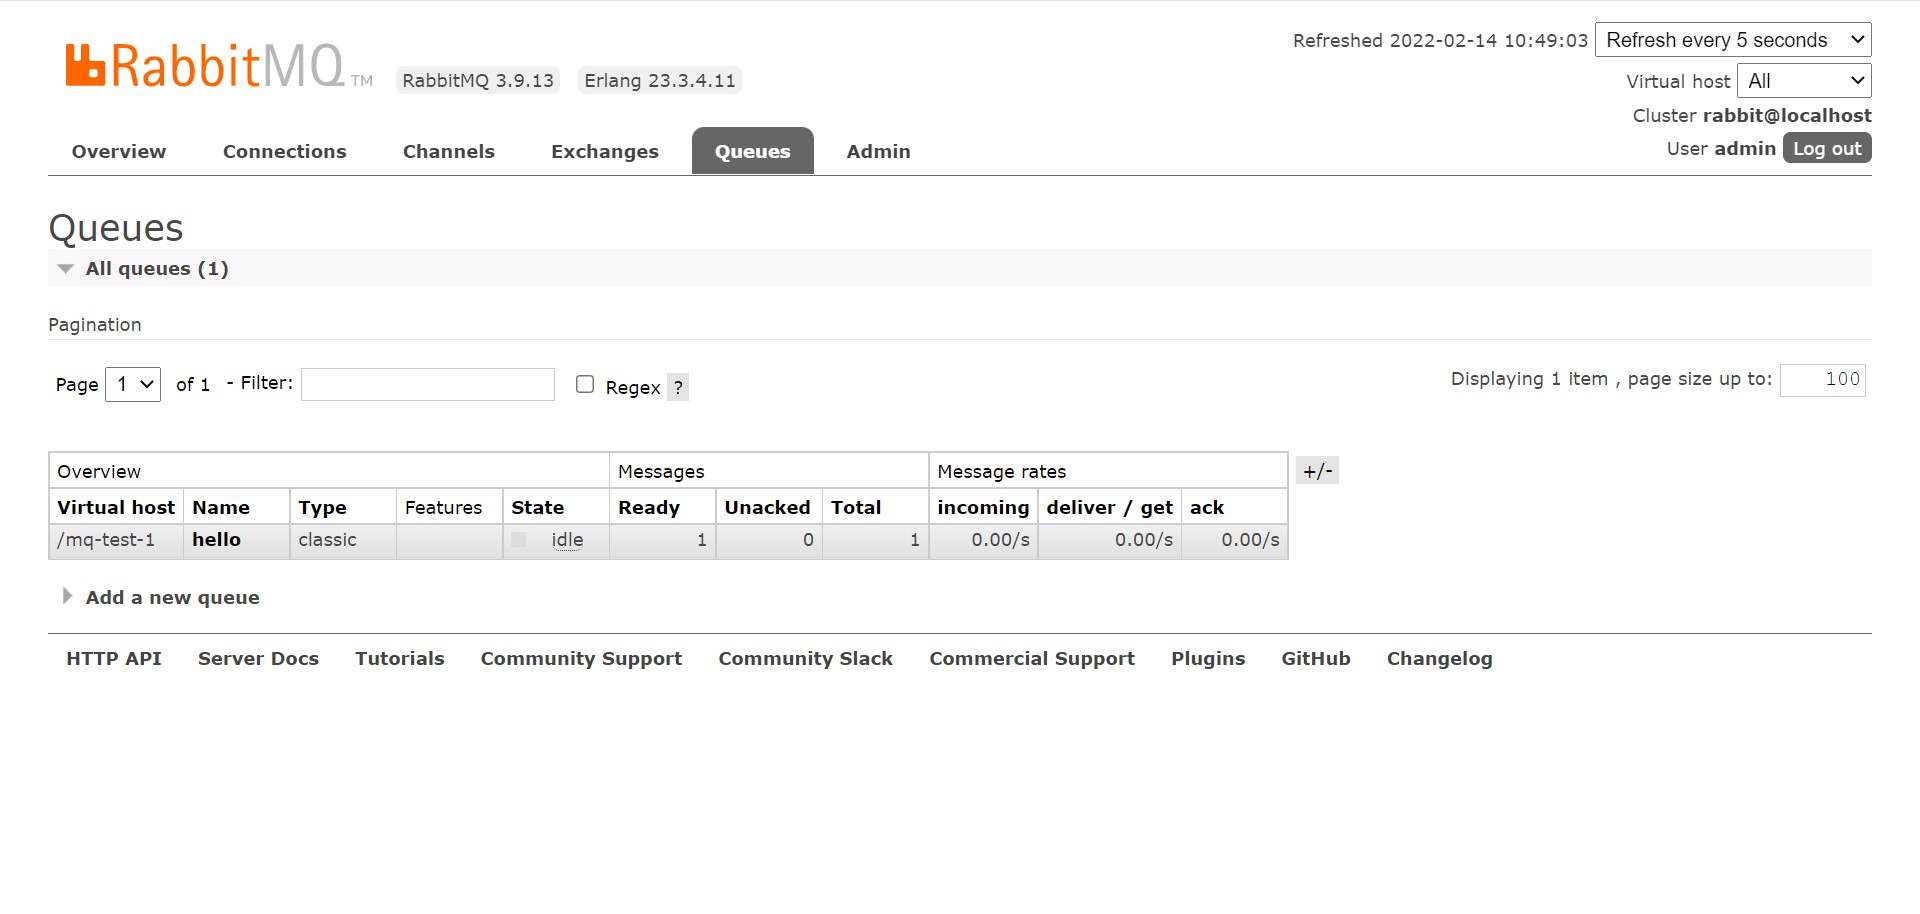 RabbitMQ TM
RabbitMQ 3.9.13 Erlang 23.3.4.11
Refreshed 2022-02-14 10:49:03 Refresh every 5 seconds
Virtual host All
Cluster rabbit@localhost
User admin Log out
Overview Connections Channels Exchanges Queues Admin
Queues
All queues (1)
Pagination
Page 1 of 1 - Filter: Regex ? Displaying 1 item , page size up to: 100
Overview Messages Message rates +/-
Virtual host Name Type Features State Ready Unacked Total incoming deliver / get ack
/mq-test-1 hello classic idle 1 0 1 0.00/s 0.00/s 0.00/s
Add a new queue
HTTP API Server Docs Tutorials Community Support Community Slack Commercial Support Plugins GitHub Changelog